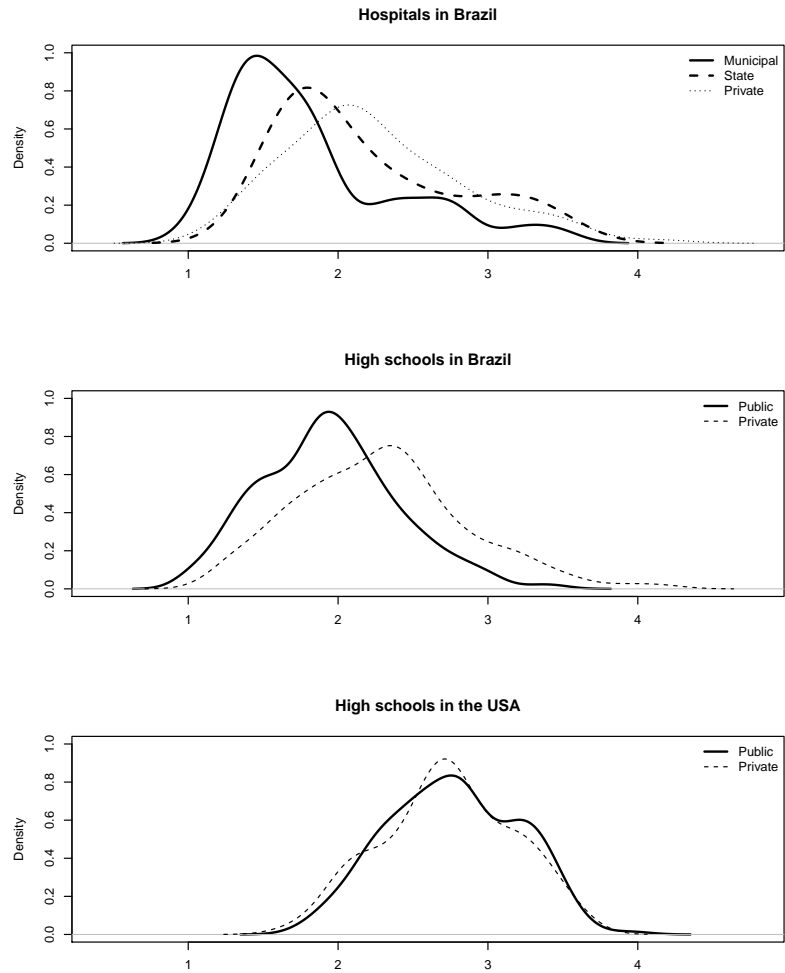 Hospitals in Brazil
Density
0.0 0.2 0.4 0.6 0.8 1.0
Municipal
State
Private
1 2 3 4
High schools in Brazil
Density
0.0 0.2 0.4 0.6 0.8 1.0
Public
Private
1 2 3 4
High schools in the USA
Density
0.0 0.2 0.4 0.6 0.8 1.0
Public
Private
1 2 3 4